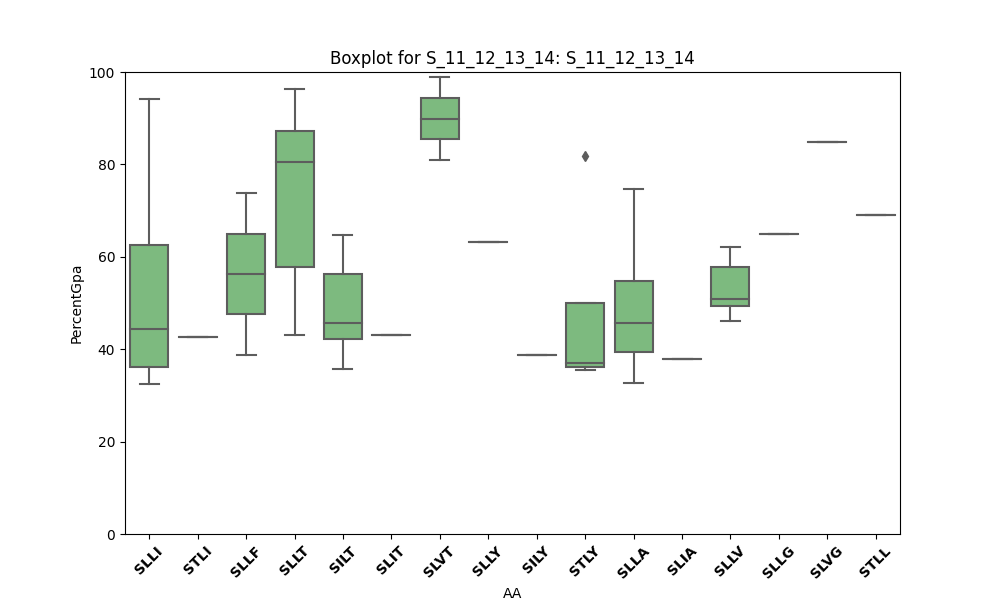 Boxplot for S_11_12_13_14: S_11_12_13_14
100
80
60
40
20
0
PercentGpa
SLLI
STLI
SLLF
SLLT
SILT
SLIT
SLVT
SLLY
SILY
STLY
SLLA
SLIA
SLLV
SLLG
SLVG
STLL
AA